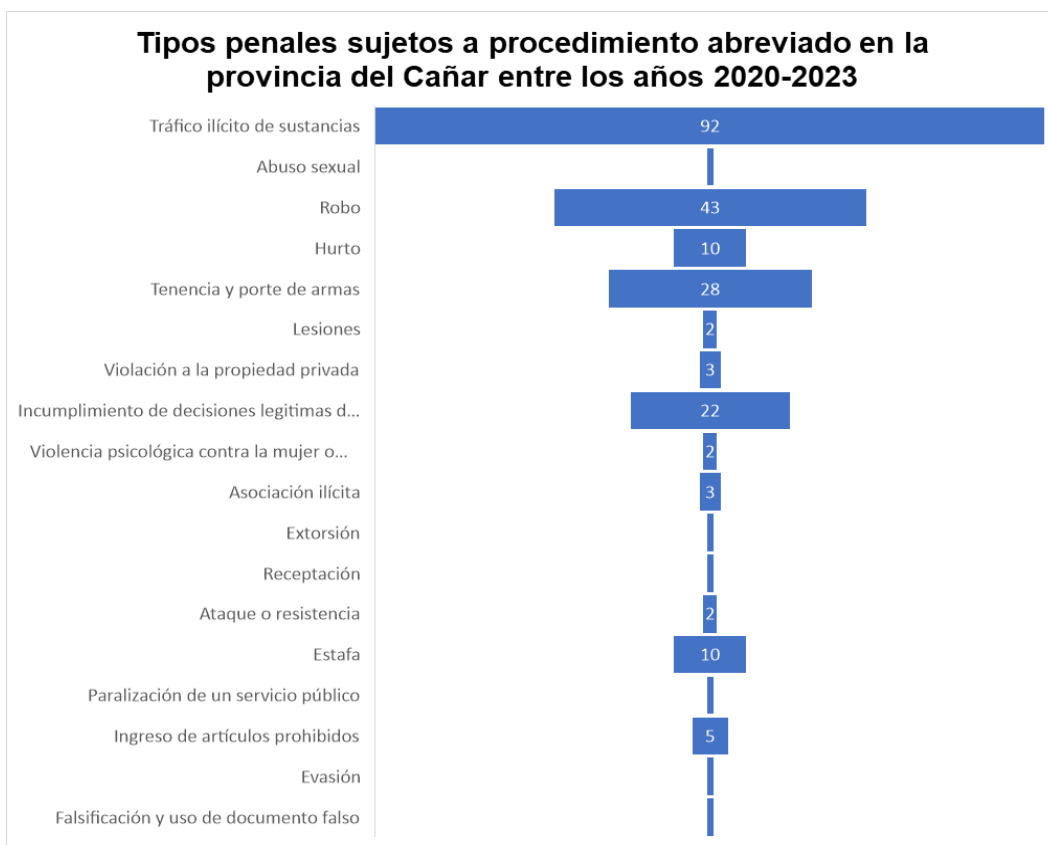 Tipos penales sujetos a procedimiento abreviado en la
provincia del Cañar entre los años 2020-2023
Tráfico ilícito de sustancias 92
Abuso sexual
Robo 43
Hurto 10
Tenencia y porte de armas 28
Lesiones 2
Violación a la propiedad privada 3
Incumplimiento de decisiones legitimas d... 22
Violencia psicológica contra la mujer o... 2
Asociación ilícita 3
Extorsión
Receptación
Ataque o resistencia 2
Estafa 10
Paralización de un servicio público
Ingreso de artículos prohibidos 5
Evasión
Falsificación y uso de documento falso